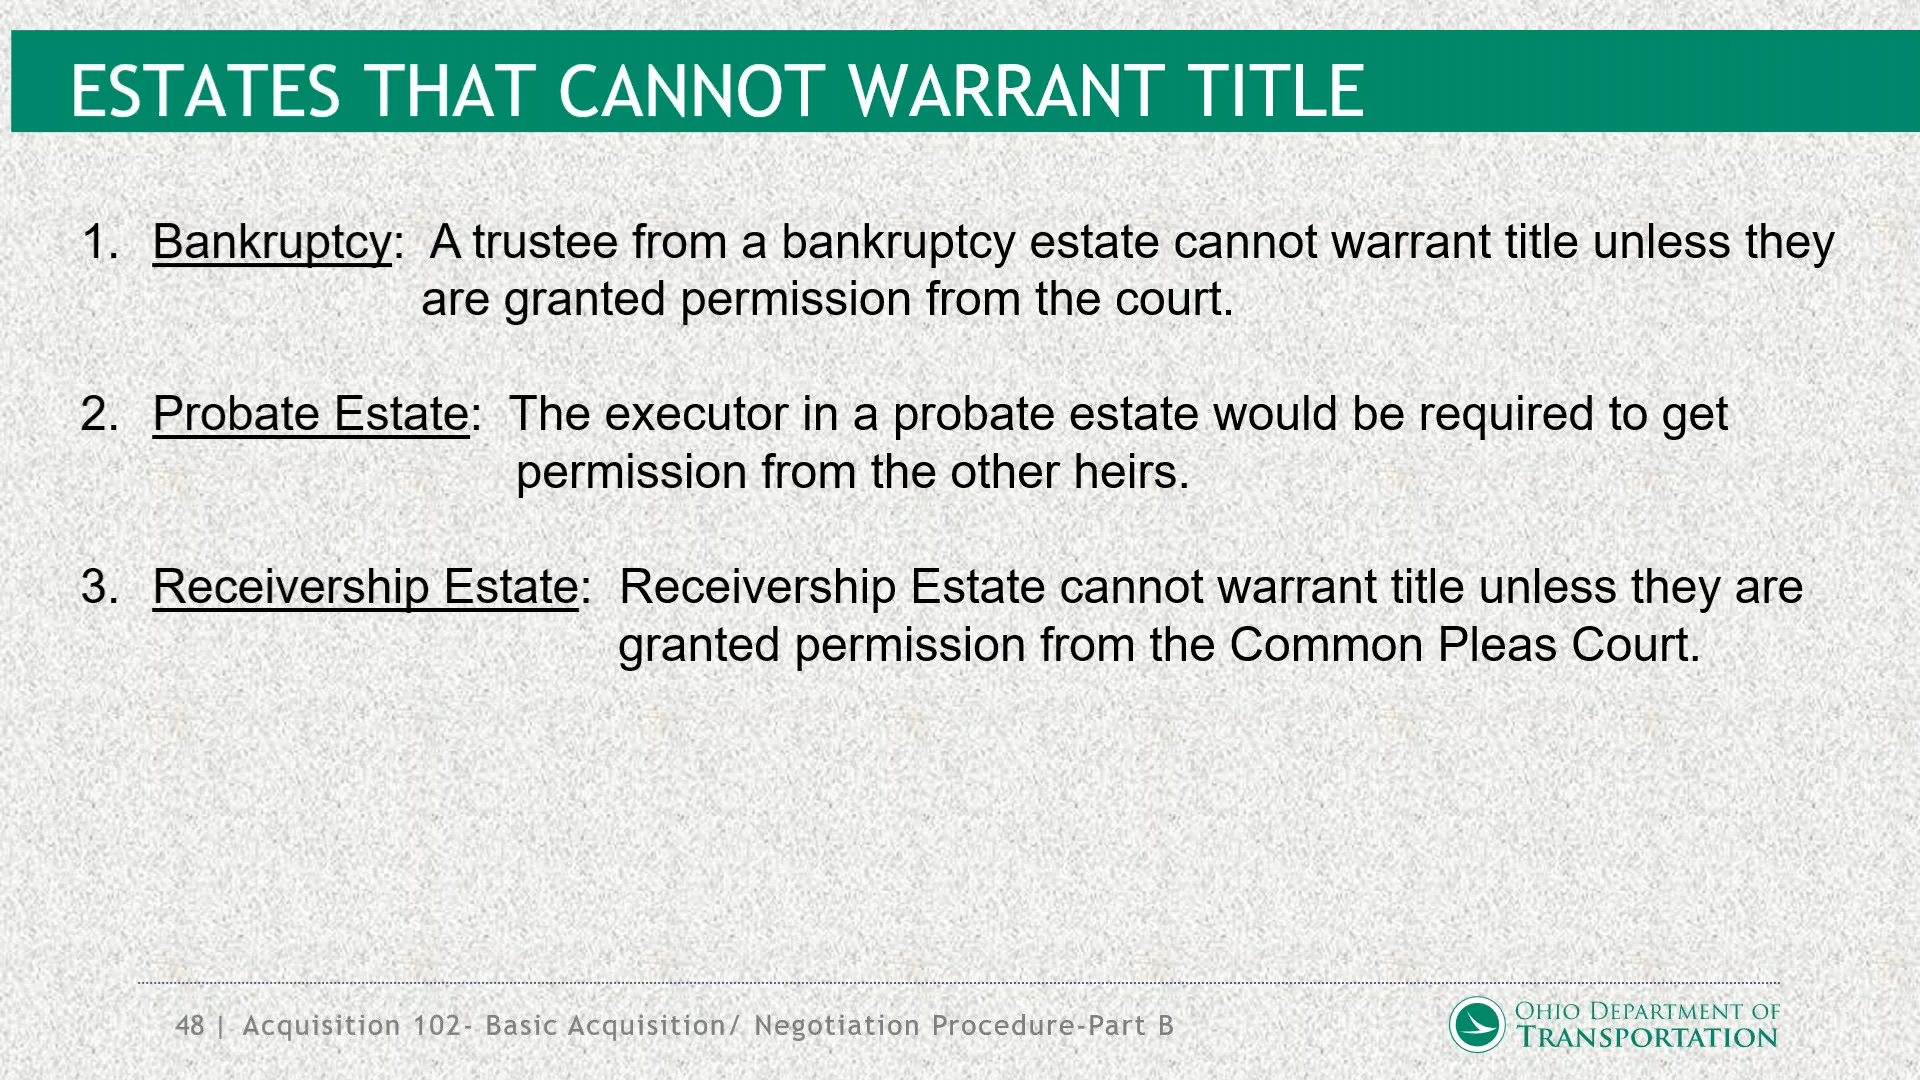 ESTATES THAT CANNOT WARRANT TITLE
1. Bankruptcy: A trustee from a bankruptcy estate cannot warrant title unless they
are granted permission from the court.
2. Probate Estate: The executor in a probate estate would be required to get
permission from the other heirs.
3. Receivership Estate: Receivership Estate cannot warrant title unless they are
granted permission from the Common Pleas Court.
48 | Acquisition 102- Basic Acquisition/ Negotiation Procedure-Part B
OHIO DEPARTMENT OF
TRANSPORTATION